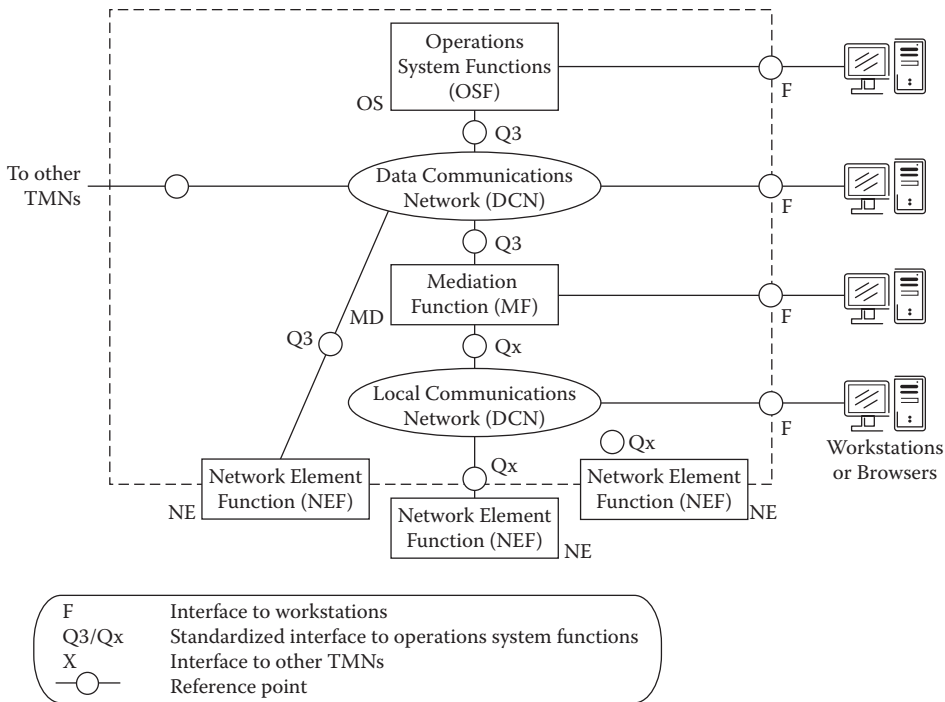 Operations
System Functions
(OSF)
OS
F
Q3
To other
TMNs
Data Communications
Network (DCN)
F
Q3
Mediation
Function (MF)
MD
F
Q3
Qx
Local Communications
Network (DCN)
F
Qx
Workstations
or Browsers
Qx
Network Element
Function (NEF)
NE
Network Element
Function (NEF)
NE
Network Element
Function (NEF)
NE
F Interface to workstations
Q3/Qx Standardized interface to operations system functions
X Interface to other TMNs
Reference point